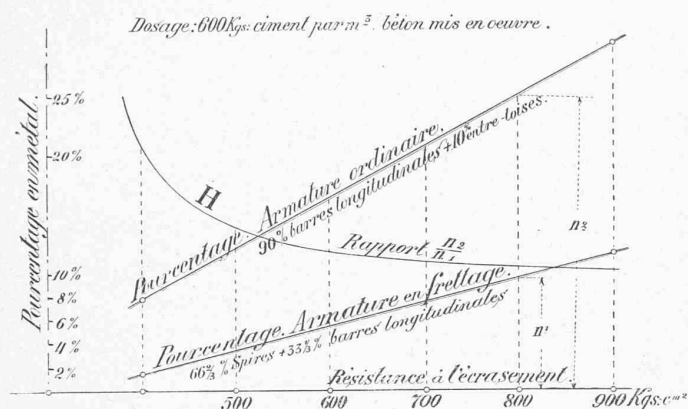 Dosage: 600 Kgs: ciment par m³. béton mis en oeuvre.
Pourcentage en métal.
25%
20%
10%
8%
6%
4%
2%
H
Pourcentage. Armature ordinaire.
90% barres longitudinales + 10% entre-toises.
Rapport n₂/n₁
n₂
Pourcentage. Armature en frettage.
66⅔% Spires + 33⅓% barres longitudinales
n¹
Résistance à l'écrasement.
500 600 700 800 900 Kgs: c^m²